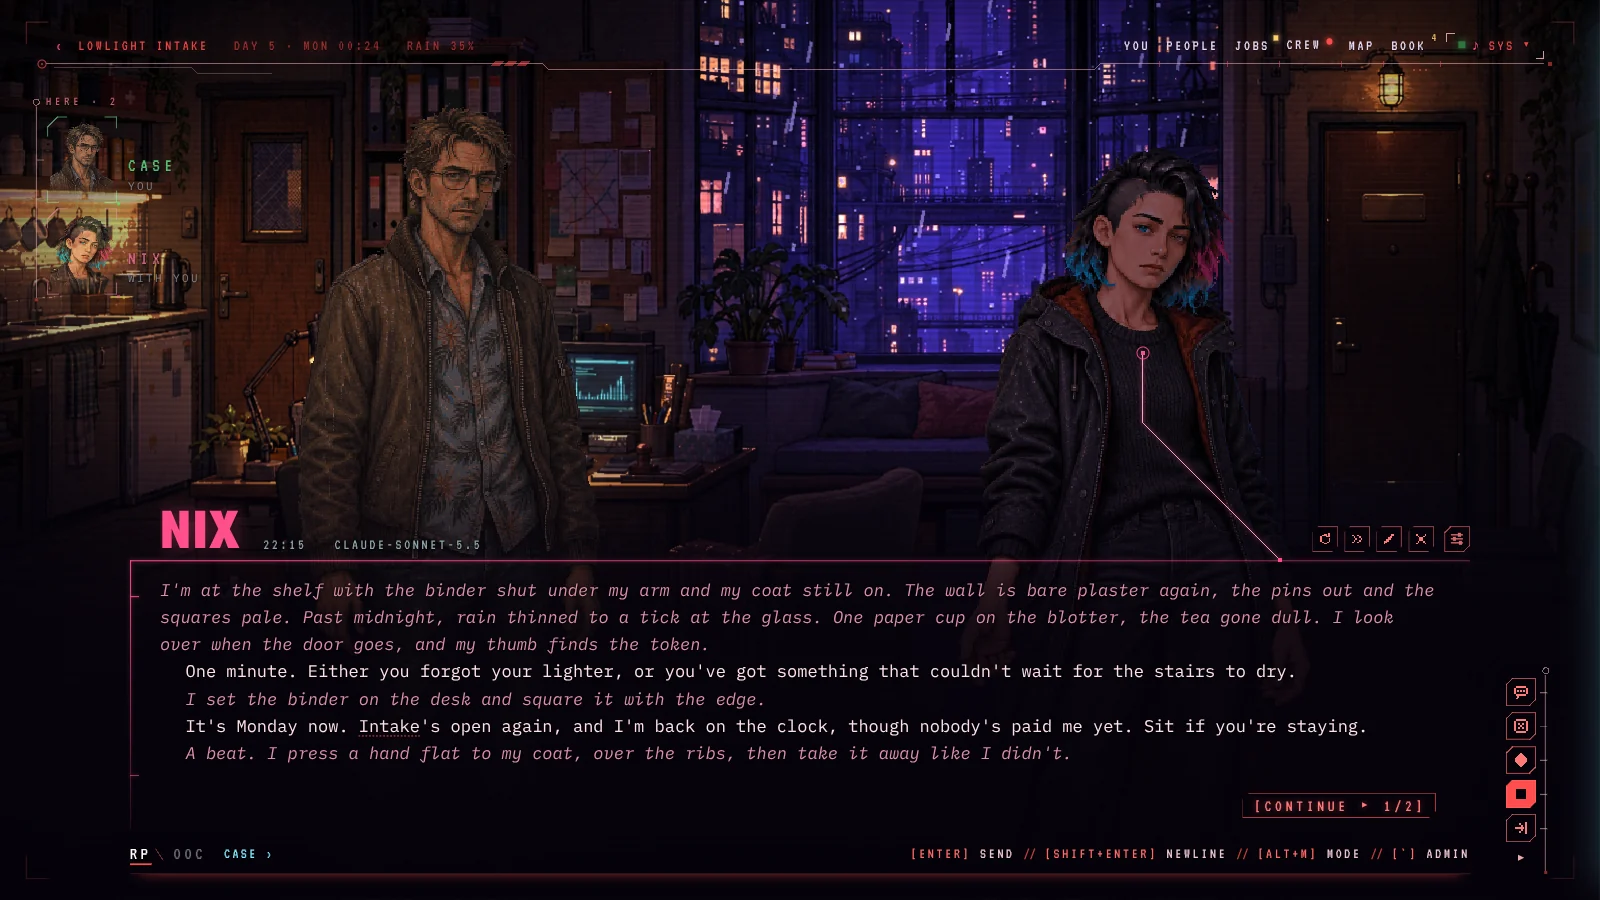 ‹ LOWLIGHT INTAKE DAY 5 · MON 00:24 RAIN 35%
YOU PEOPLE JOBS CREW MAP BOOK 4 ♪ SYS ▾
HERE · 2
CASE
YOU
NIX
WITH YOU
NIX 22:15 CLAUDE-SONNET-5.5
I'm at the shelf with the binder shut under my arm and my coat still on. The wall is bare plaster again, the pins out and the
squares pale. Past midnight, rain thinned to a tick at the glass. One paper cup on the blotter, the tea gone dull. I look
over when the door goes, and my thumb finds the token.
One minute. Either you forgot your lighter, or you've got something that couldn't wait for the stairs to dry.
I set the binder on the desk and square it with the edge.
It's Monday now. Intake's open again, and I'm back on the clock, though nobody's paid me yet. Sit if you're staying.
A beat. I press a hand flat to my coat, over the ribs, then take it away like I didn't.
[CONTINUE ▸ 1/2]
RP \ OOC CASE ›
[ENTER] SEND // [SHIFT+ENTER] NEWLINE // [ALT+M] MODE // [`] ADMIN